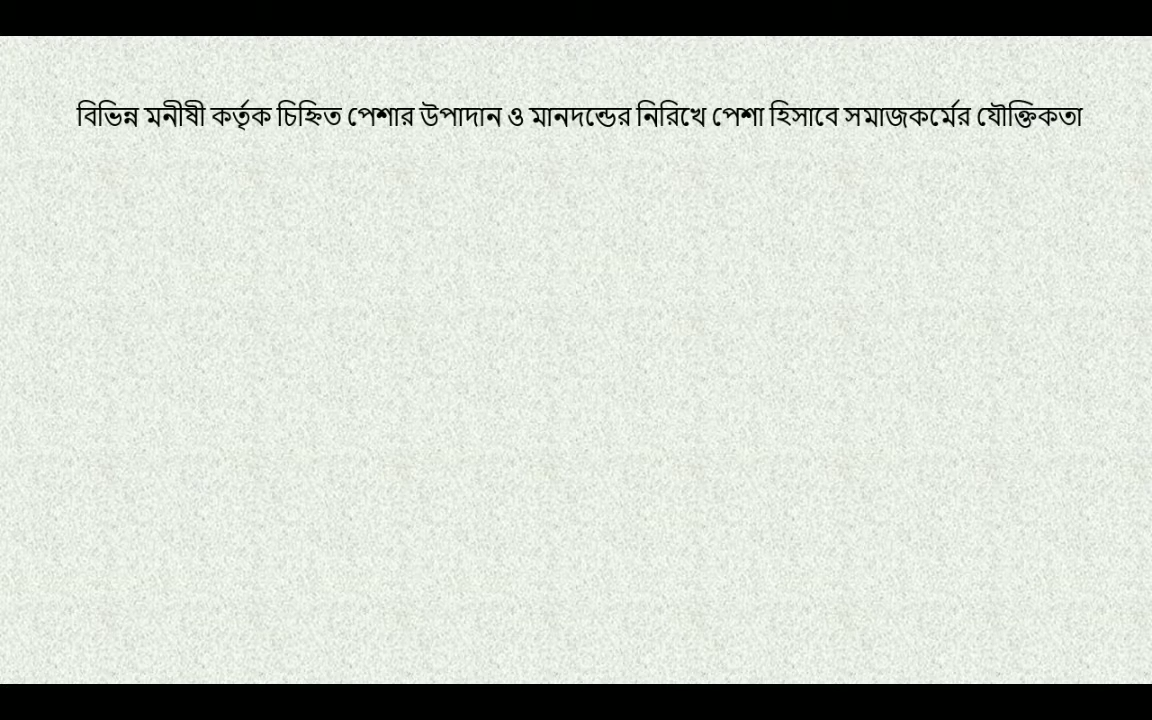 বিভিন্ন মনীষী কর্তৃক চিহ্নিত পেশার উপাদান ও মানদন্ডের নিরিখে পেশা হিসাবে সমাজকর্মের যৌক্তিকতা